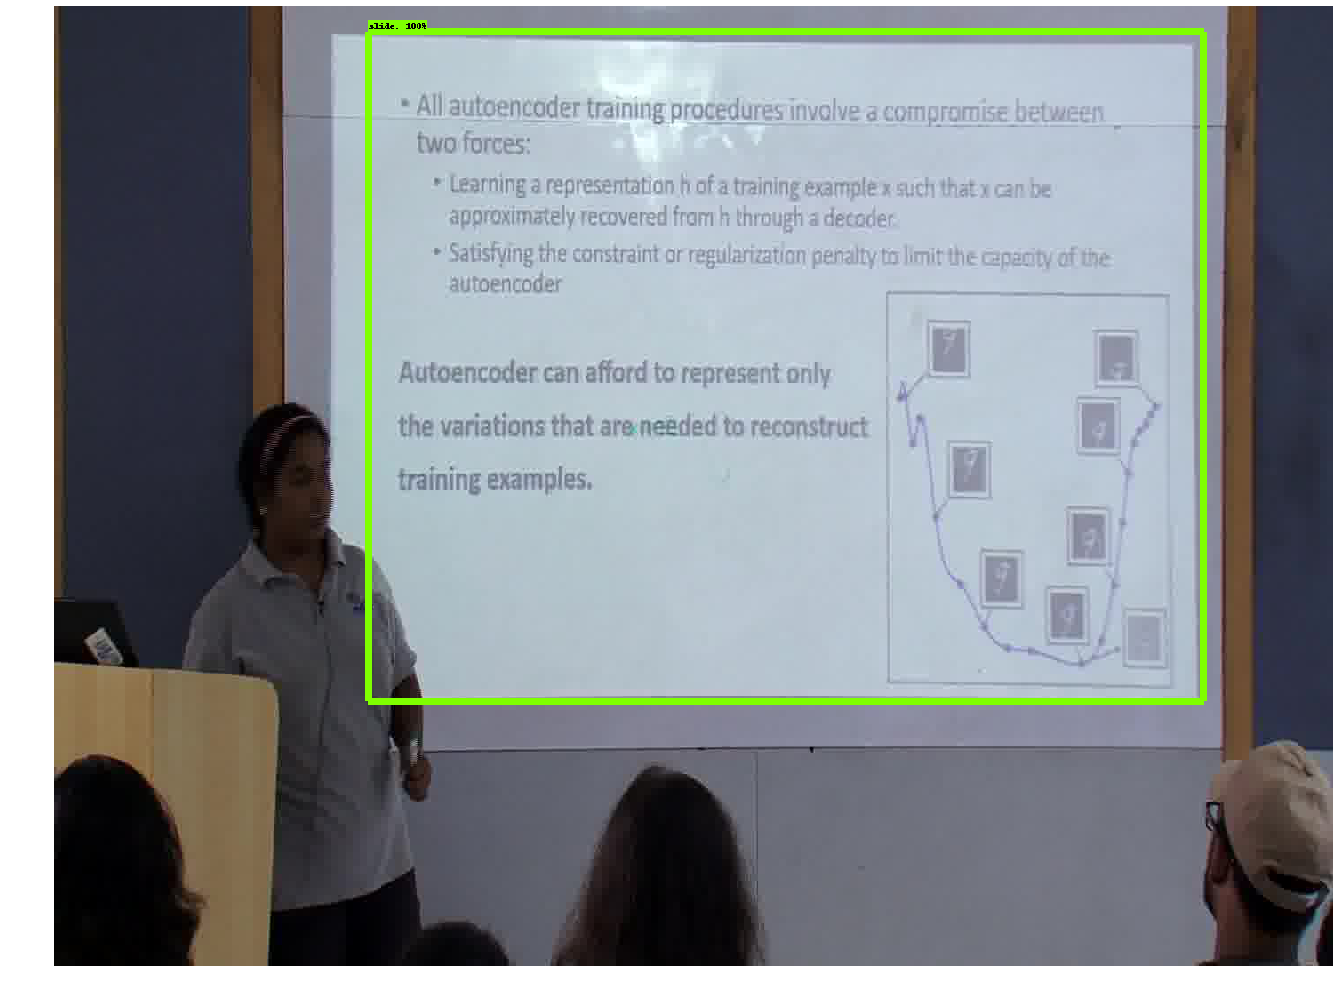 slide. 100%
• All autoencoder training procedures involve a compromise between
two forces:
• Learning a representation h of a training example x such that x can be
approximately recovered from h through a decoder.
• Satisfying the constraint or regularization penalty to limit the capacity of the
autoencoder
Autoencoder can afford to represent only
the variations that are needed to reconstruct
training examples.